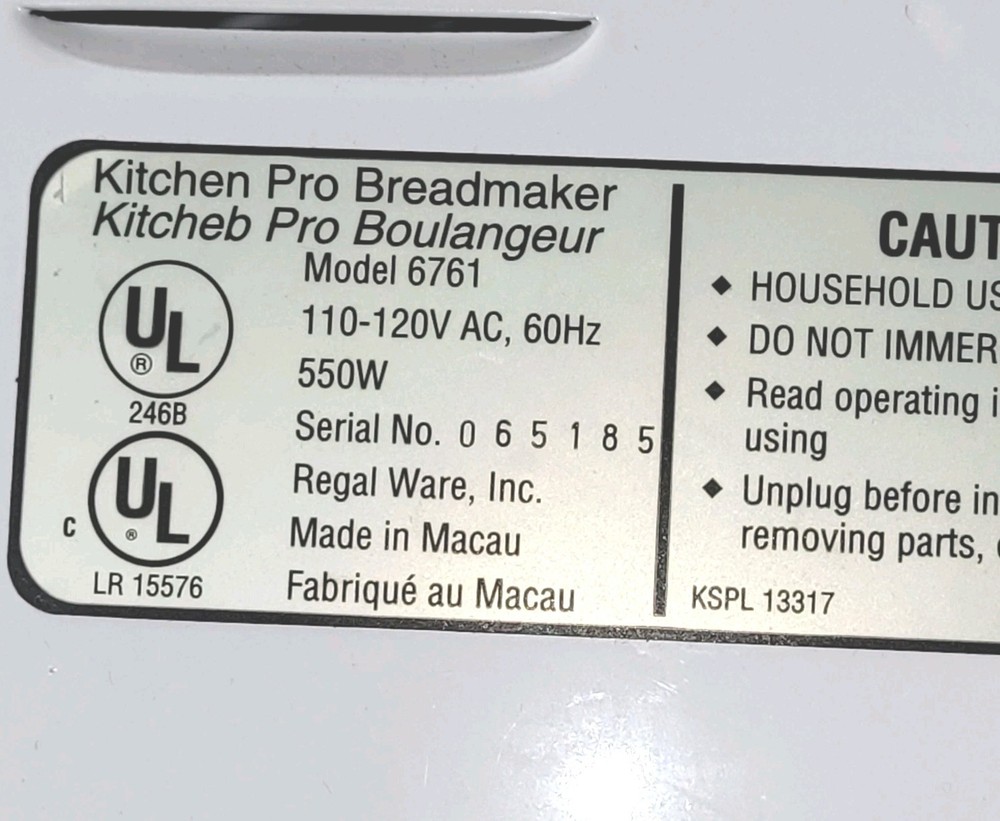 Kitchen Pro Breadmaker
Kitcheb Pro Boulangeur
Model 6761
110-120V AC, 60Hz
550W
Serial No. 0 6 5 1 8 5
Regal Ware, Inc.
Made in Macau
Fabriqué au Macau
UL
®
246B
C UL
®
LR 15576
CAUT
◆ HOUSEHOLD US
◆ DO NOT IMMER
◆ Read operating i
using
◆ Unplug before in
removing parts,
KSPL 13317